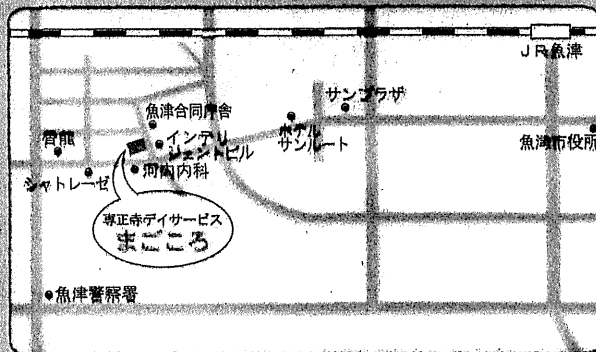 JR魚津
サンプラザ
魚津合同庁舎
ホテル
サンルート
魚津市役所
インテリ
ジェントビル
河内内科
シャトレーゼ
専正寺デイサービス
まごころ
魚津警察署